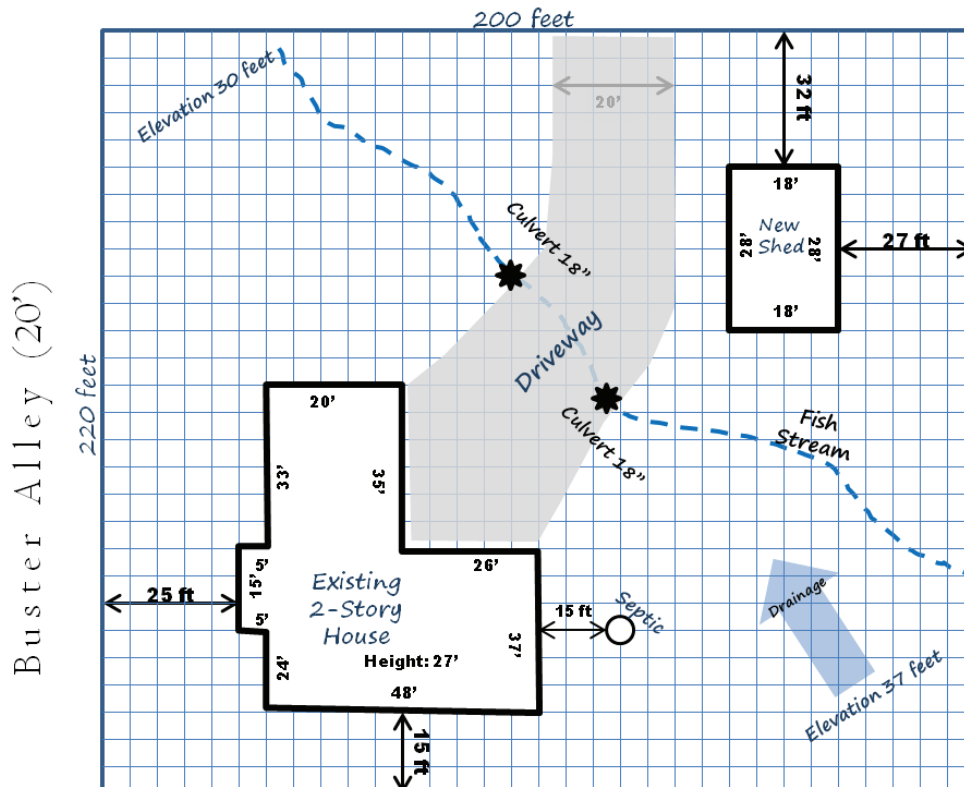 200 feet
Elevation 30 feet
20'
32 ft
18'
New
Shed
28'
28'
27 ft
18'
Culvert 18"
Driveway
Culvert 18"
Fish
Stream
Buster Alley (20')
220 feet
20'
33'
35'
5'
15'
5'
25 ft
Existing
2-Story
House
26'
15 ft
Septic
37'
Height: 27'
24'
48'
15 ft
Drainage
Elevation 37 feet